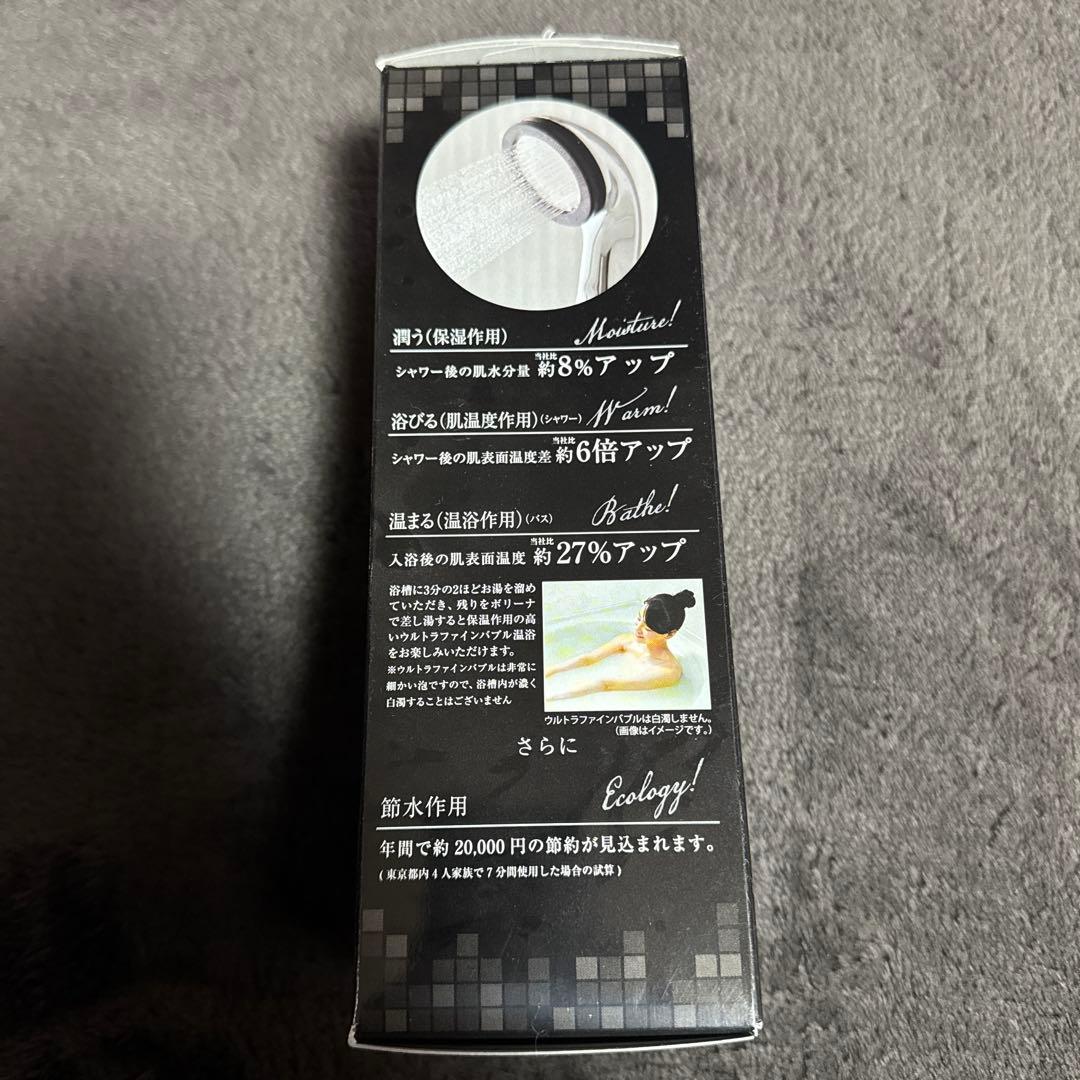 潤う(保湿作用) Moisture!
シャワー後の肌水分量 当社比 約8%アップ
浴びる(肌温度作用)(シャワー) Warm!
シャワー後の肌表面温度差 当社比 約6倍アップ
温まる(温浴作用)(バス) Bathe!
入浴後の肌表面温度 当社比 約27%アップ
浴槽に3分の2ほどお湯を溜め
ていただき、残りをボリーナ
で差し湯すると保温作用の高
いウルトラファインバブル温浴
をお楽しみいただけます。
※ウルトラファインバブルは非常に
細かい泡ですので、浴槽内が濃く
白濁することはございません
ウルトラファインバブルは白濁しません。
(画像はイメージです。)
さらに
節水作用 Ecology!
年間で約20,000円の節約が見込まれます。
(東京都内4人家族で7分間使用した場合の試算)